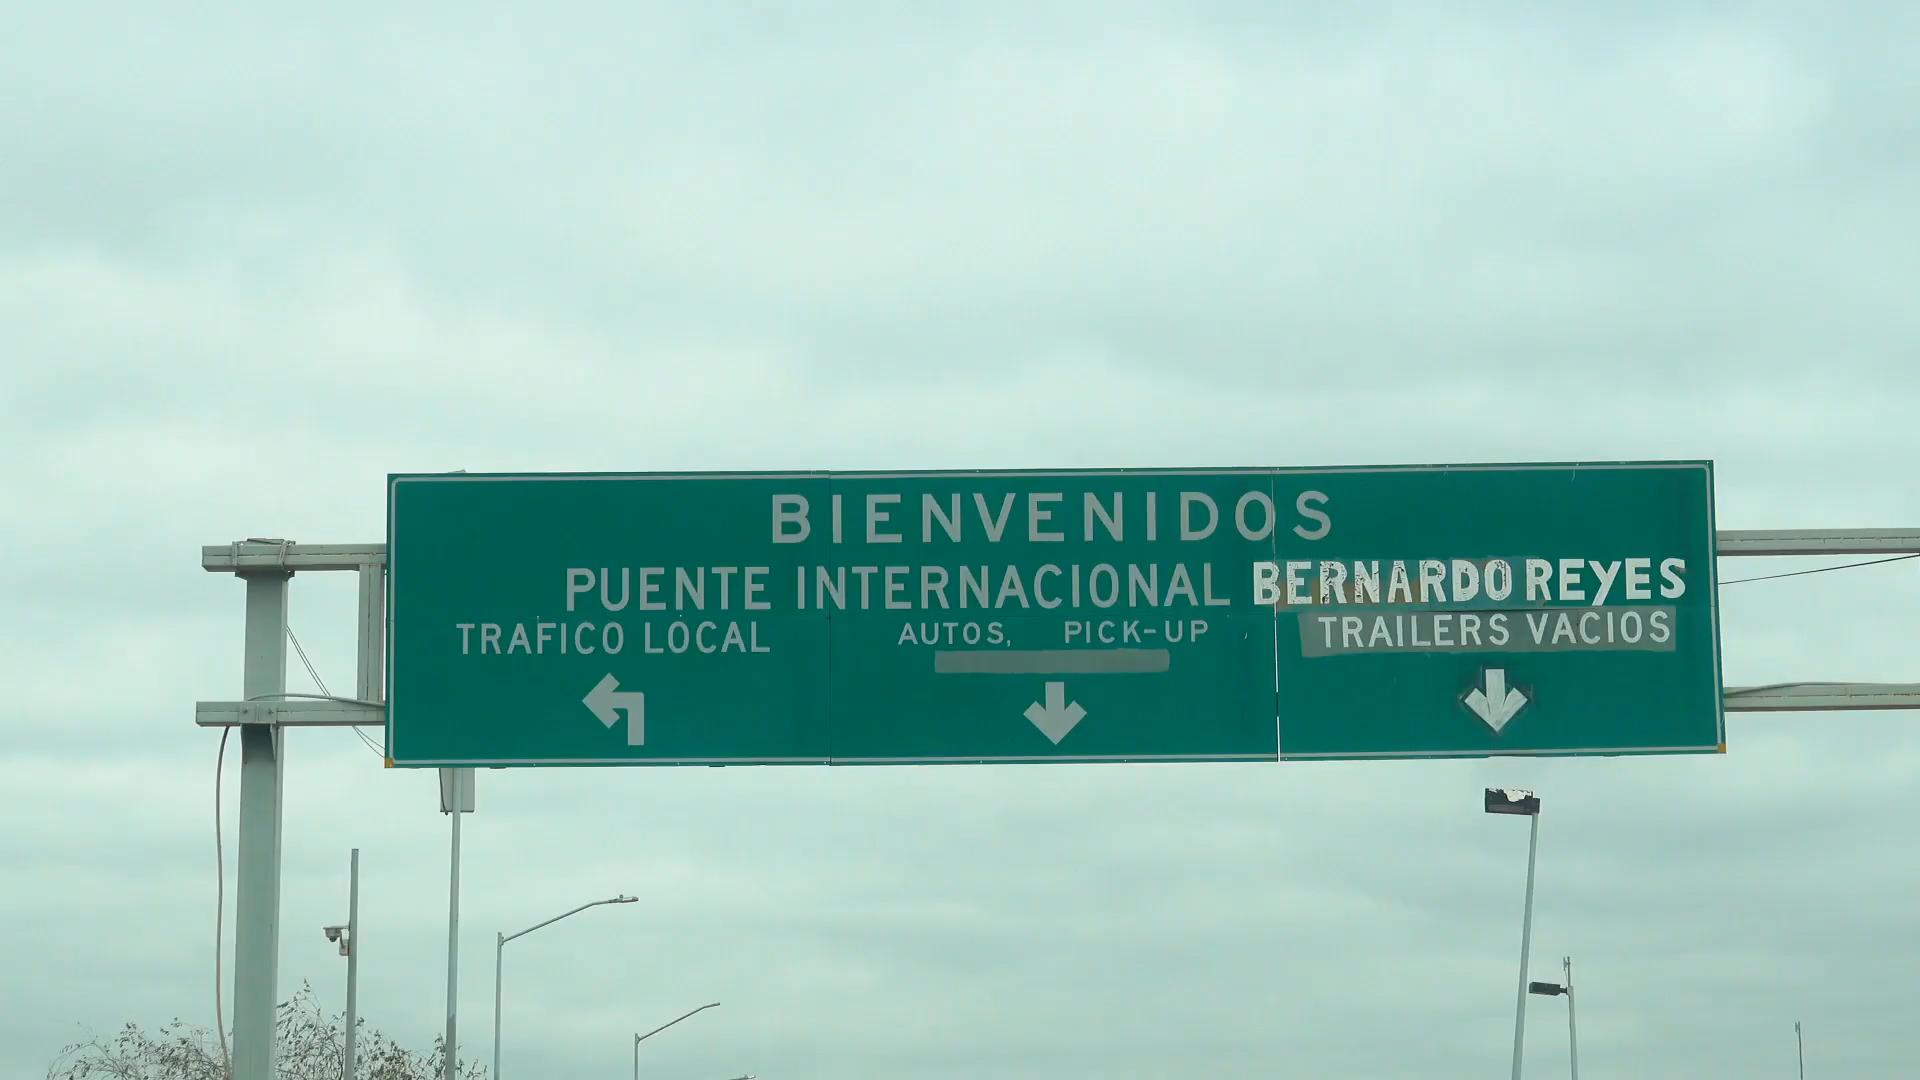 BIENVENIDOS
PUENTE INTERNACIONAL BERNARDO REYES
TRAFICO LOCAL
AUTOS, PICK-UP
TRAILERS VACIOS